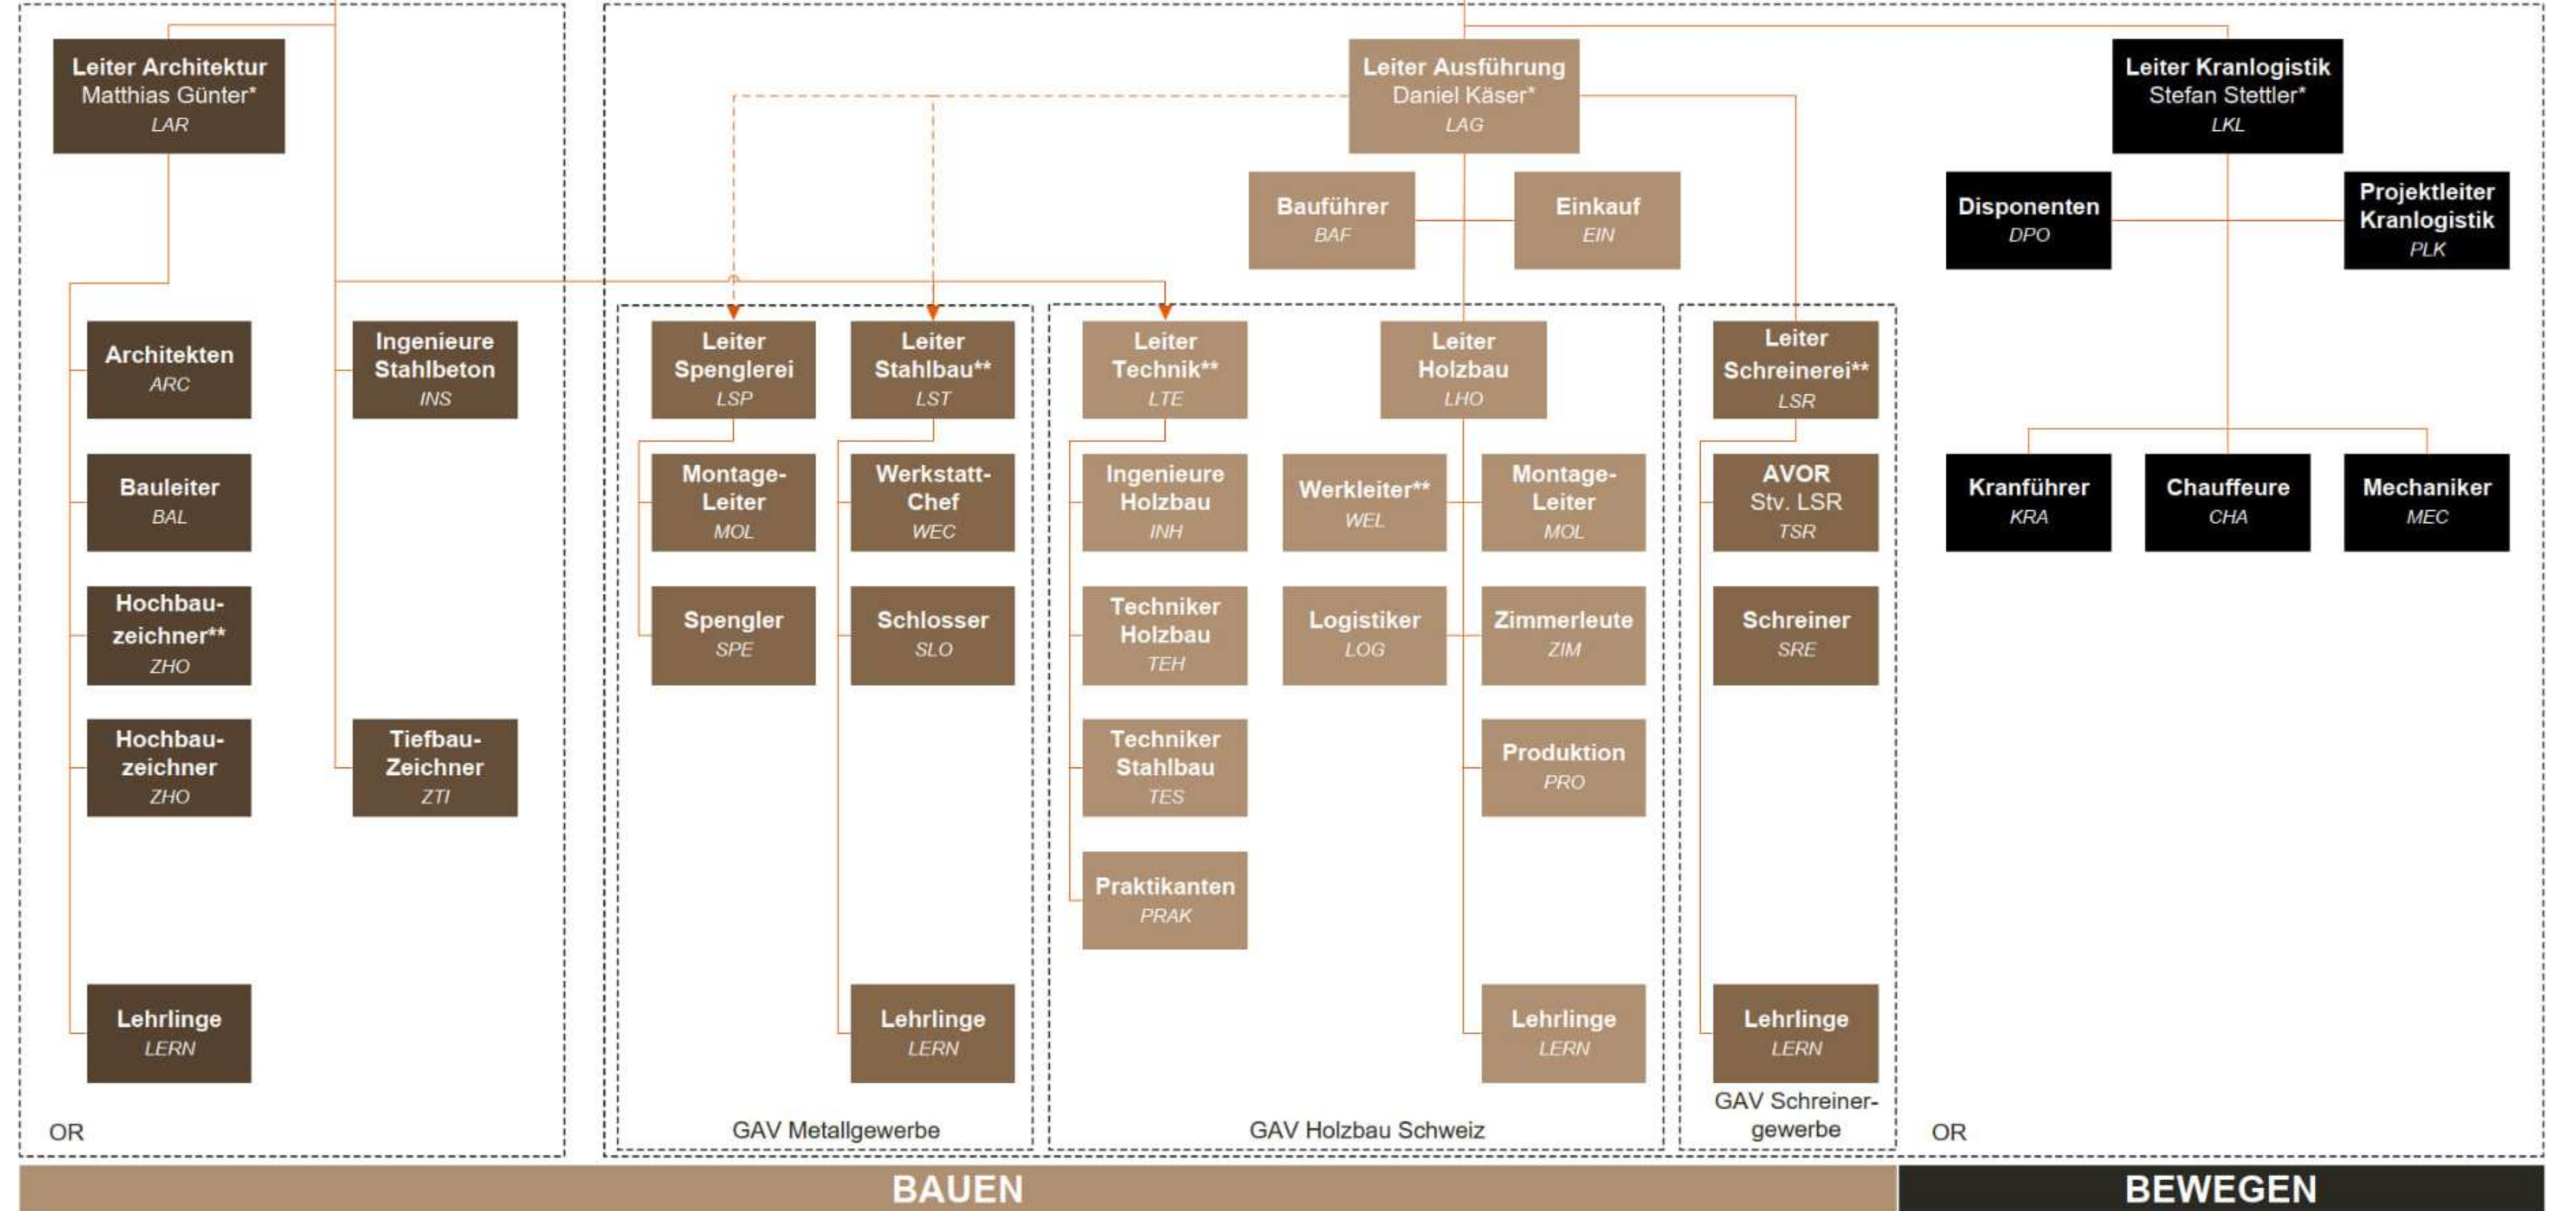 Leiter Architektur
Matthias Günter*
LAR
Leiter Ausführung
Daniel Käser*
LAG
Leiter Kranlogistik
Stefan Stettler*
LKL
Bauführer
BAF
Einkauf
EIN
Disponenten
DPO
Projektleiter
Kranlogistik
PLK
Architekten
ARC
Ingenieure
Stahlbeton
INS
Leiter
Spenglerei
LSP
Leiter
Stahlbau**
LST
Leiter
Technik**
LTE
Leiter
Holzbau
LHO
Leiter
Schreinerei**
LSR
Bauleiter
BAL
Montage-
Leiter
MOL
Werkstatt-
Chef
WEC
Ingenieure
Holzbau
INH
Werkleiter**
WEL
Montage-
Leiter
MOL
AVOR
Stv. LSR
TSR
Kranführer
KRA
Chauffeure
CHA
Mechaniker
MEC
Hochbau-
zeichner**
ZHO
Spengler
SPE
Schlosser
SLO
Techniker
Holzbau
TEH
Logistiker
LOG
Zimmerleute
ZIM
Schreiner
SRE
Hochbau-
zeichner
ZHO
Tiefbau-
Zeichner
ZTI
Techniker
Stahlbau
TES
Produktion
PRO
Praktikanten
PRAK
Lehrlinge
LERN
Lehrlinge
LERN
Lehrlinge
LERN
Lehrlinge
LERN
OR
GAV Metallgewerbe
GAV Holzbau Schweiz
GAV Schreiner-
gewerbe
OR
BAUEN
BEWEGEN